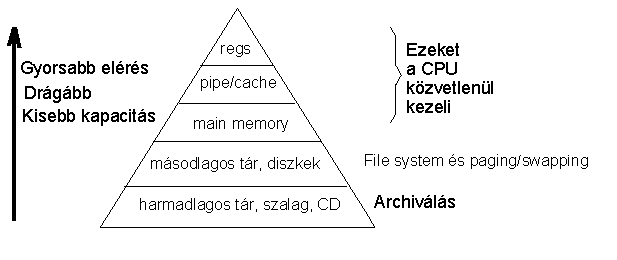 Gyorsabb elérés
Drágább
Kisebb kapacitás
regs
pipe/cache
main memory
másodlagos tár, diszkek
harmadlagos tár, szalag, CD
Ezeket
a CPU
közvetlenül
kezeli
File system és paging/swapping
Archiválás